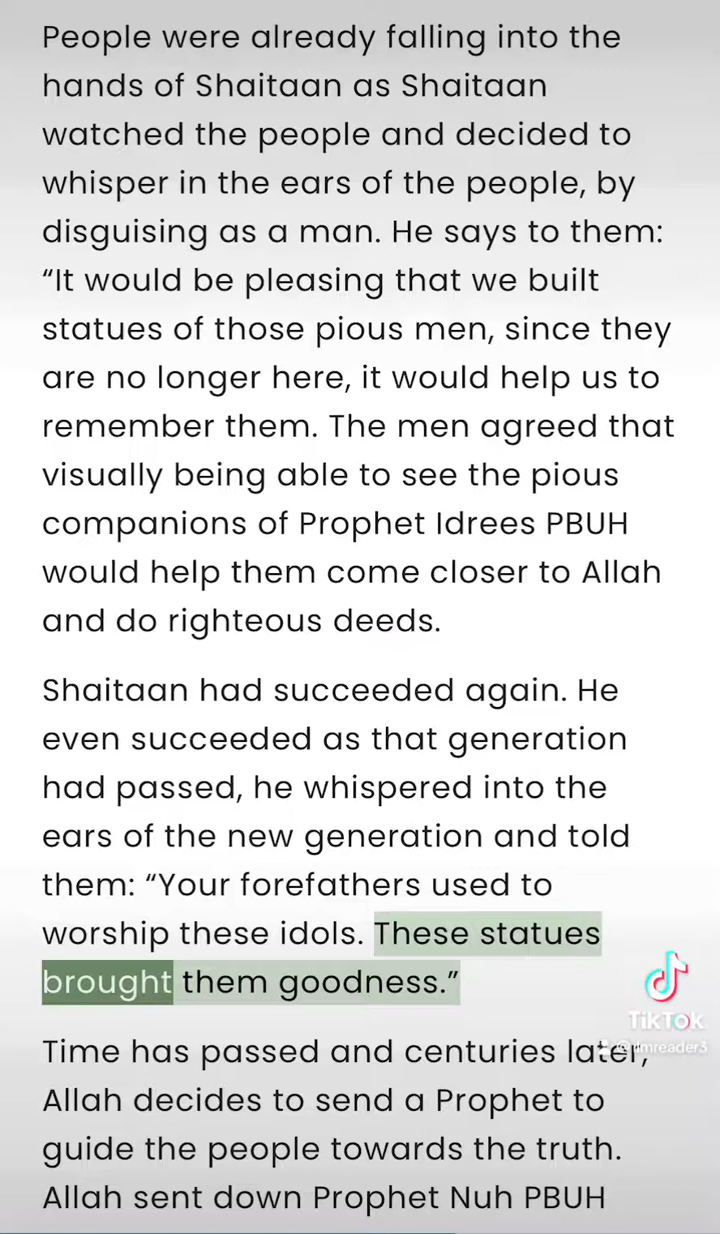 People were already falling into the
hands of Shaitaan as Shaitaan
watched the people and decided to
whisper in the ears of the people, by
disguising as a man. He says to them:
“It would be pleasing that we built
statues of those pious men, since they
are no longer here, it would help us to
remember them. The men agreed that
visually being able to see the pious
companions of Prophet Idrees PBUH
would help them come closer to Allah
and do righteous deeds.
Shaitaan had succeeded again. He
even succeeded as that generation
had passed, he whispered into the
ears of the new generation and told
them: “Your forefathers used to
worship these idols. These statues
brought them goodness.”
TikTok
Time has passed and centuries later,
Allah decides to send a Prophet to
guide the people towards the truth.
Allah sent down Prophet Nuh PBUH